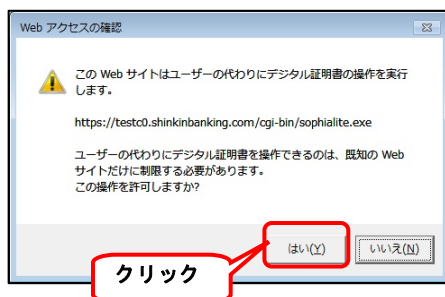 Web アクセスの確認
この Web サイトはユーザーの代わりにデジタル証明書の操作を実行
します。
https://testc0.shinkinbanking.com/cgi-bin/sophialite.exe
ユーザーの代わりにデジタル証明書を操作できるのは、既知の Web
サイトだけに制限する必要があります。
この操作を許可しますか?
はい(Y)
いいえ(N)
クリック